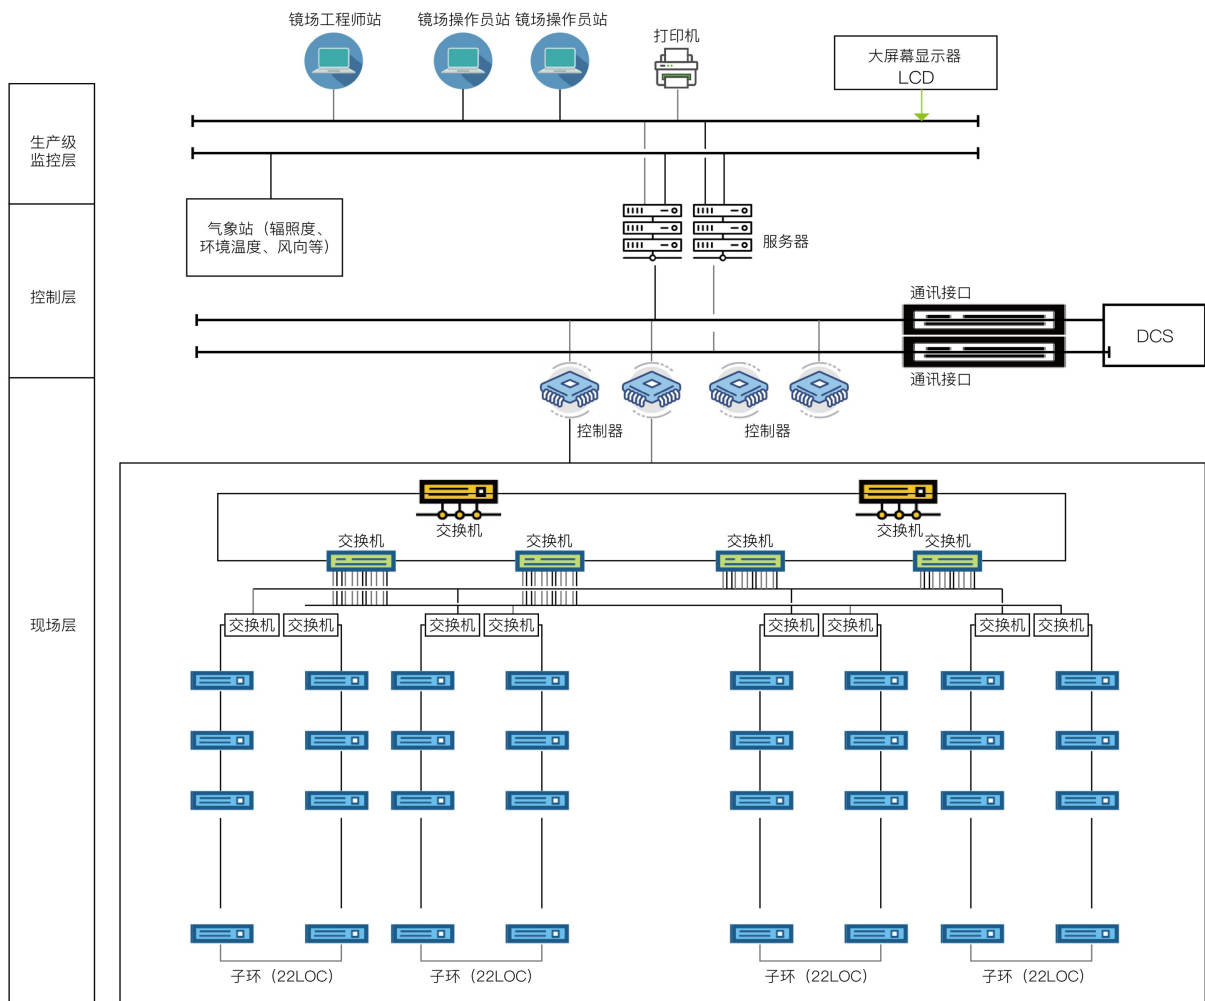 镜场工程师站
镜场操作员站
镜场操作员站
打印机
大屏幕显示器
LCD
生产级
监控层
气象站（辐照度、
环境温度、风向等）
服务器
控制层
通讯接口
DCS
通讯接口
控制器
控制器
交换机
交换机
交换机
交换机
交换机
交换机
现场层
交换机
交换机
交换机
交换机
交换机
交换机
交换机
交换机
子环（22LOC）
子环（22LOC）
子环（22LOC）
子环（22LOC）